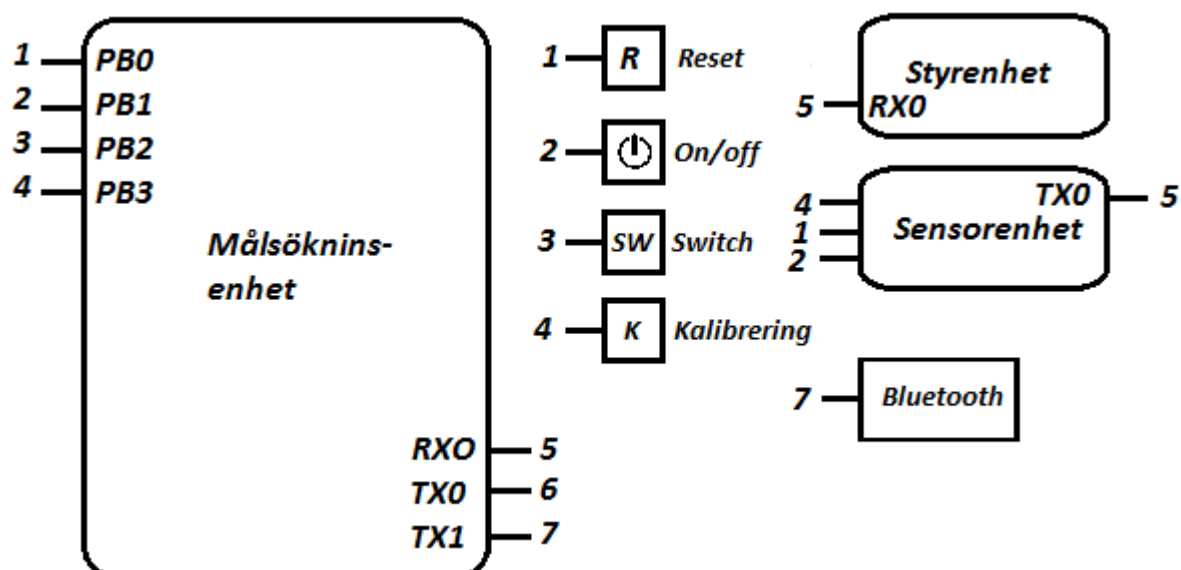 1 PB0
2 PB1
3 PB2
4 PB3
Målsöknins-
enhet
RXO 5
TX0 6
TX1 7
1 R Reset
2 On/off
3 SW Switch
4 K Kalibrering
Styrenhet
5 RX0
TX0 5
4
Sensorenhet
1
2
7 Bluetooth